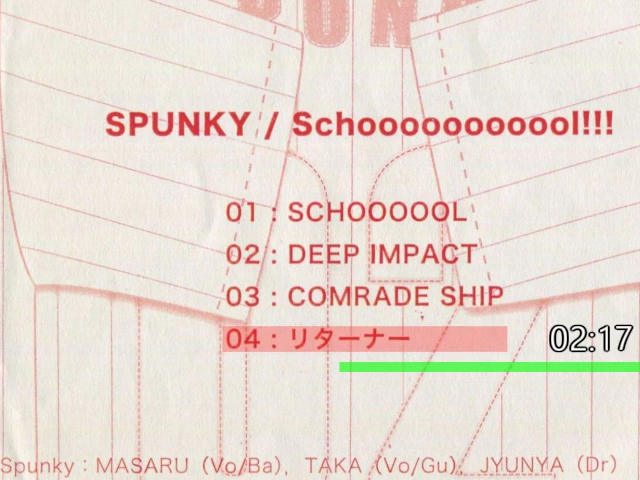 SPUNKY / Schooooooooool!!!
01 : SCHOOOOOL
02 : DEEP IMPACT
03 : COMRADE SHIP
04 : リターナー
02:17
Spunky : MASARU (Vo/Ba), TAKA (Vo/Gu), JYUNYA (Dr)